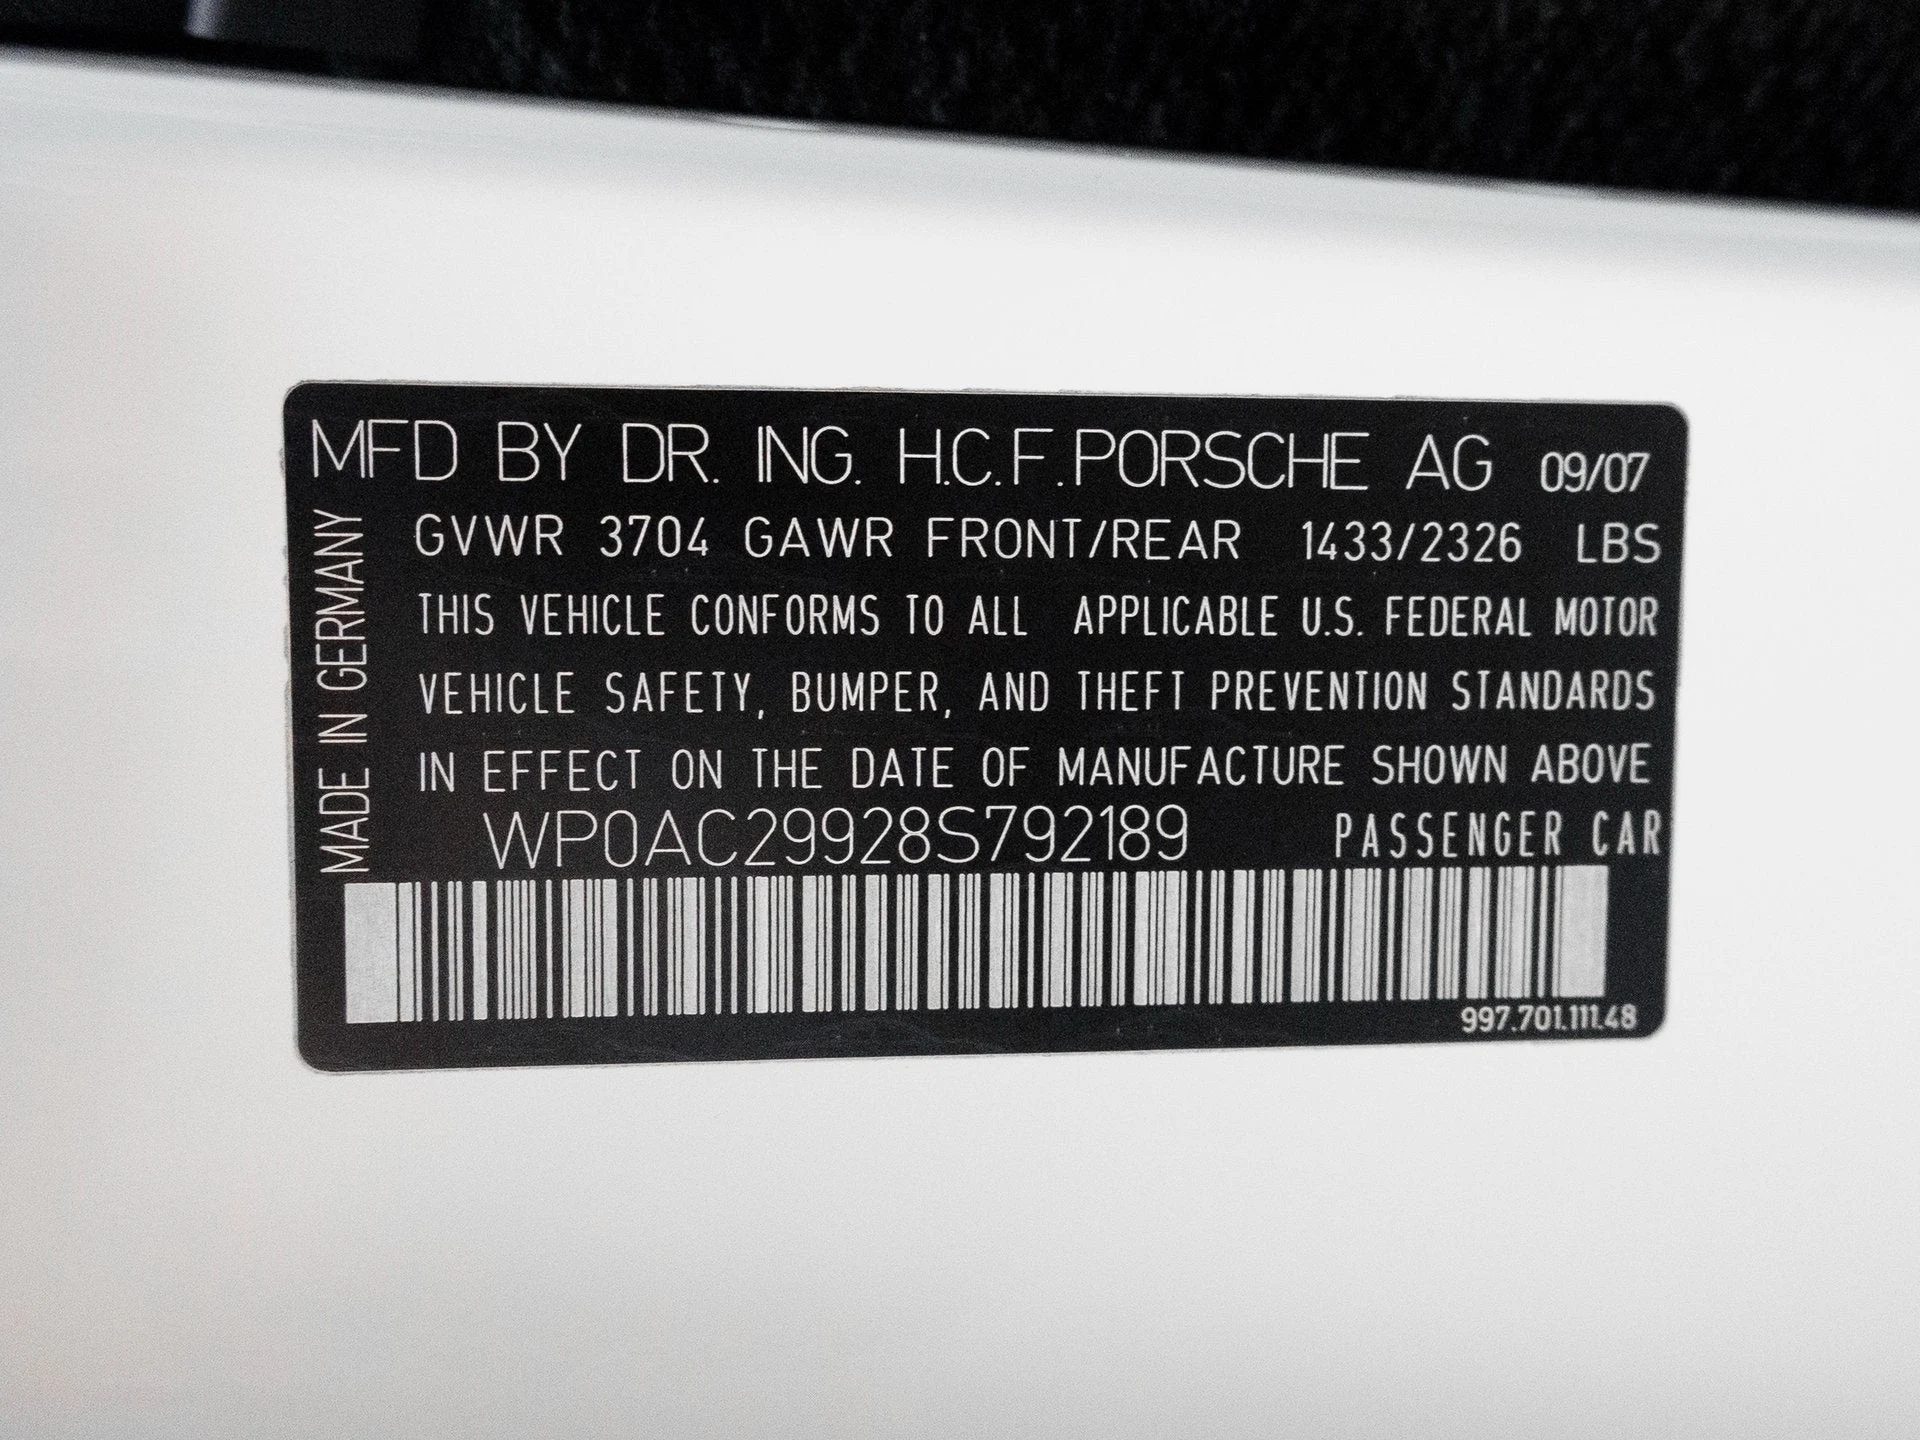 MFD BY DR. ING. H.C.F. PORSCHE AG 09/07
GVWR 3704 GAWR FRONT/REAR 1433/2326 LBS
THIS VEHICLE CONFORMS TO ALL APPLICABLE U.S. FEDERAL MOTOR
VEHICLE SAFETY, BUMPER, AND THEFT PREVENTION STANDARDS
IN EFFECT ON THE DATE OF MANUFACTURE SHOWN ABOVE
WP0AC29928S792189 PASSENGER CAR
997.701.111.48
MADE IN GERMANY